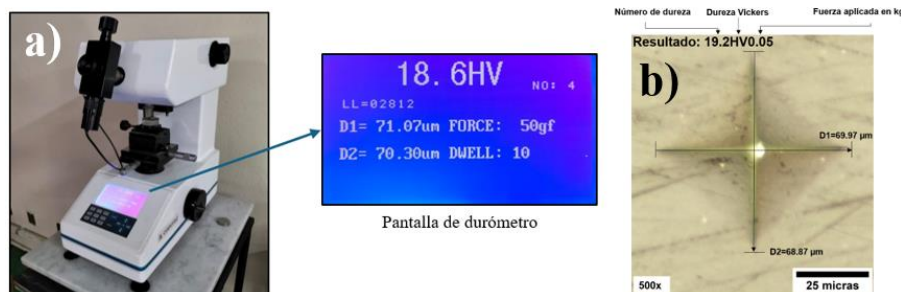 a)
18.6HV
NO: 4
LL=02812
D1= 71.07um FORCE: 50gf
D2= 70.30um DWELL: 10
Pantalla de durómetro
Número de dureza Dureza Vickers Fuerza aplicada en kg
Resultado: 19.2HV0.05
b)
D1=69.97 µm
D2=68.87 µm
500x
25 micras